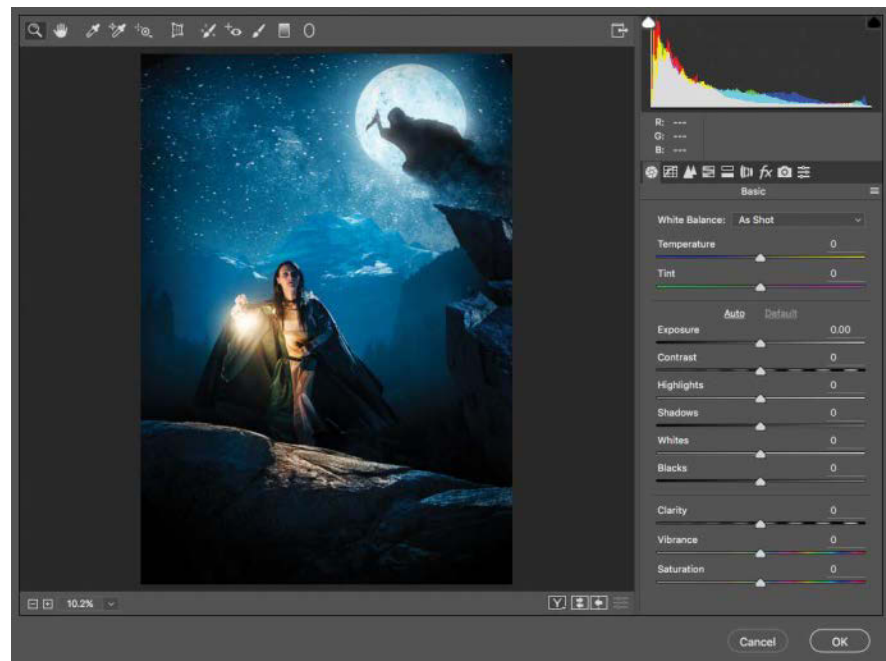 R: ---
G: ---
B: ---
fx
Basic
White Balance: As Shot
Temperature 0
Tint 0
Auto Default
Exposure 0.00
Contrast 0
Highlights 0
Shadows 0
Whites 0
Blacks 0
Clarity 0
Vibrance 0
Saturation 0
10.2% Y
Cancel OK